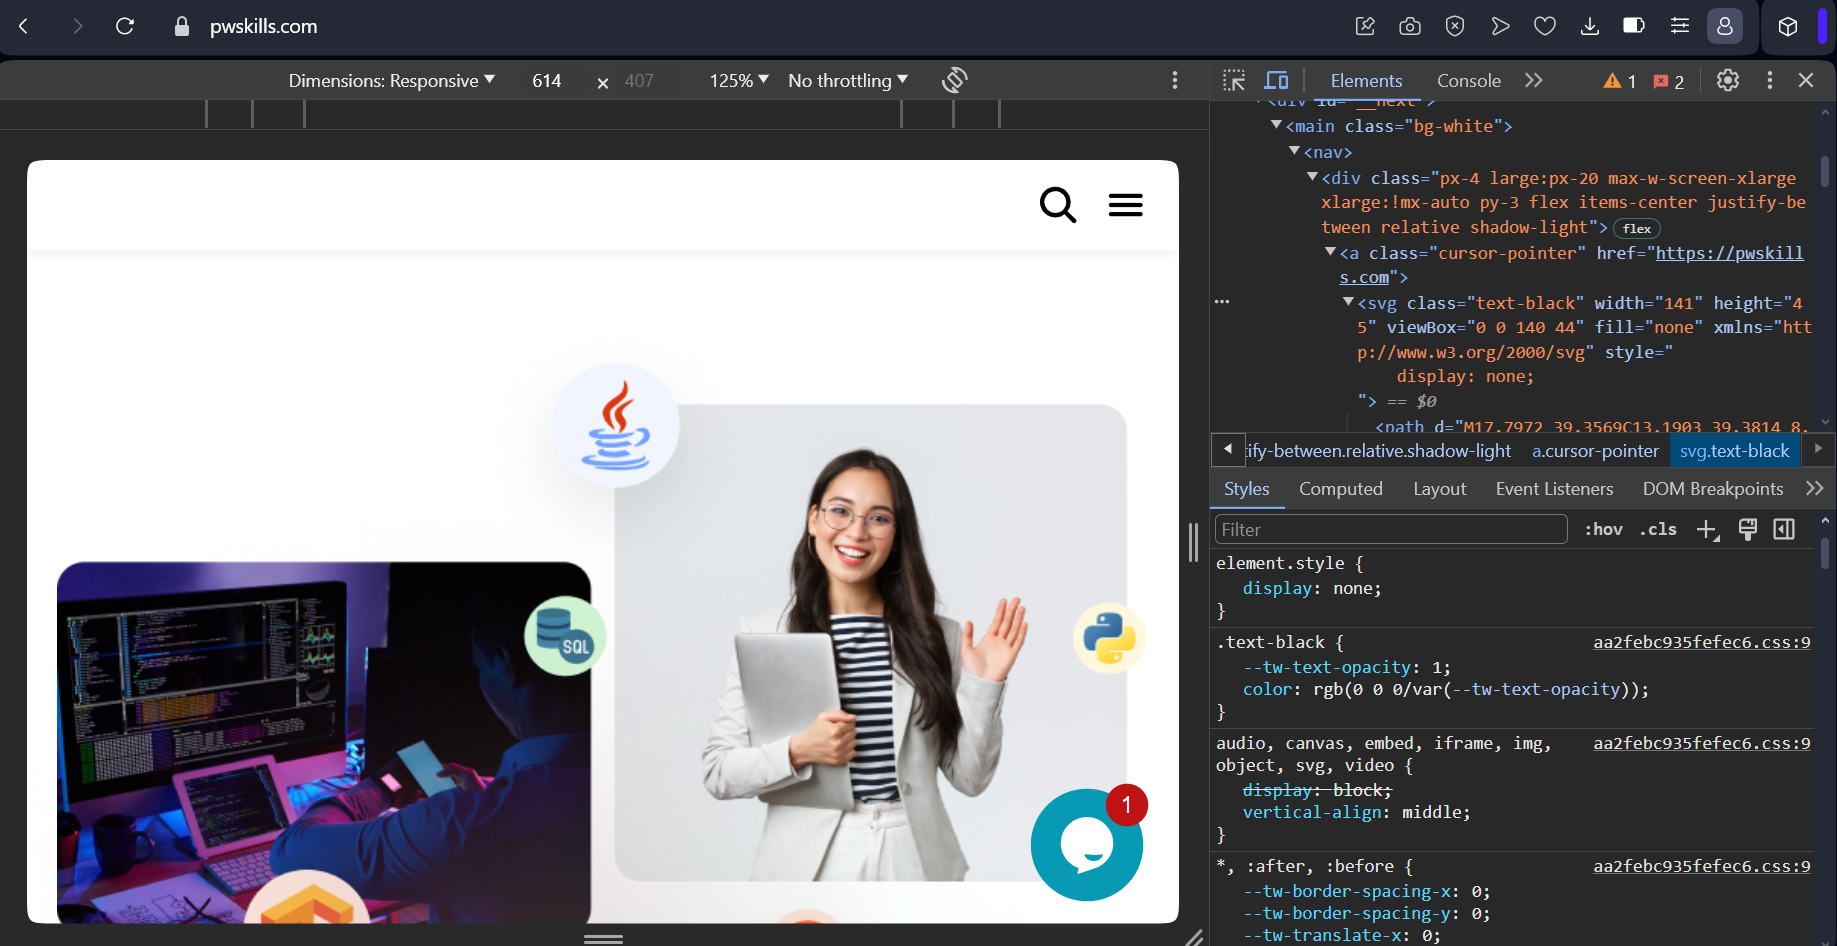 pwskills.com
Dimensions: Responsive ▼ 614 × 407 125% ▼ No throttling ▼
Elements Console 1 2
<div id="__next">
<main class="bg-white">
<nav>
<div class="px-4 large:px-20 max-w-screen-xlarge
xlarge:!mx-auto py-3 flex items-center justify-be
tween relative shadow-light"> flex
<a class="cursor-pointer" href="https://pwskill
s.com">
<svg class="text-black" width="141" height="4
5" viewBox="0 0 140 44" fill="none" xmlns="htt
p://www.w3.org/2000/svg" style="
display: none;
"> == $0
<path d="M17.7972 39.3569C13.1903 39.3814 8.
ify-between.relative.shadow-light a.cursor-pointer svg.text-black
Styles Computed Layout Event Listeners DOM Breakpoints
Filter :hov .cls
element.style {
display: none;
}
.text-black { aa2febc935fefec6.css:9
--tw-text-opacity: 1;
color: rgb(0 0 0/var(--tw-text-opacity));
}
audio, canvas, embed, iframe, img, aa2febc935fefec6.css:9
object, svg, video {
display: block;
vertical-align: middle;
}
*, :after, :before { aa2febc935fefec6.css:9
--tw-border-spacing-x: 0;
--tw-border-spacing-y: 0;
--tw-translate-x: 0;
SQL
1